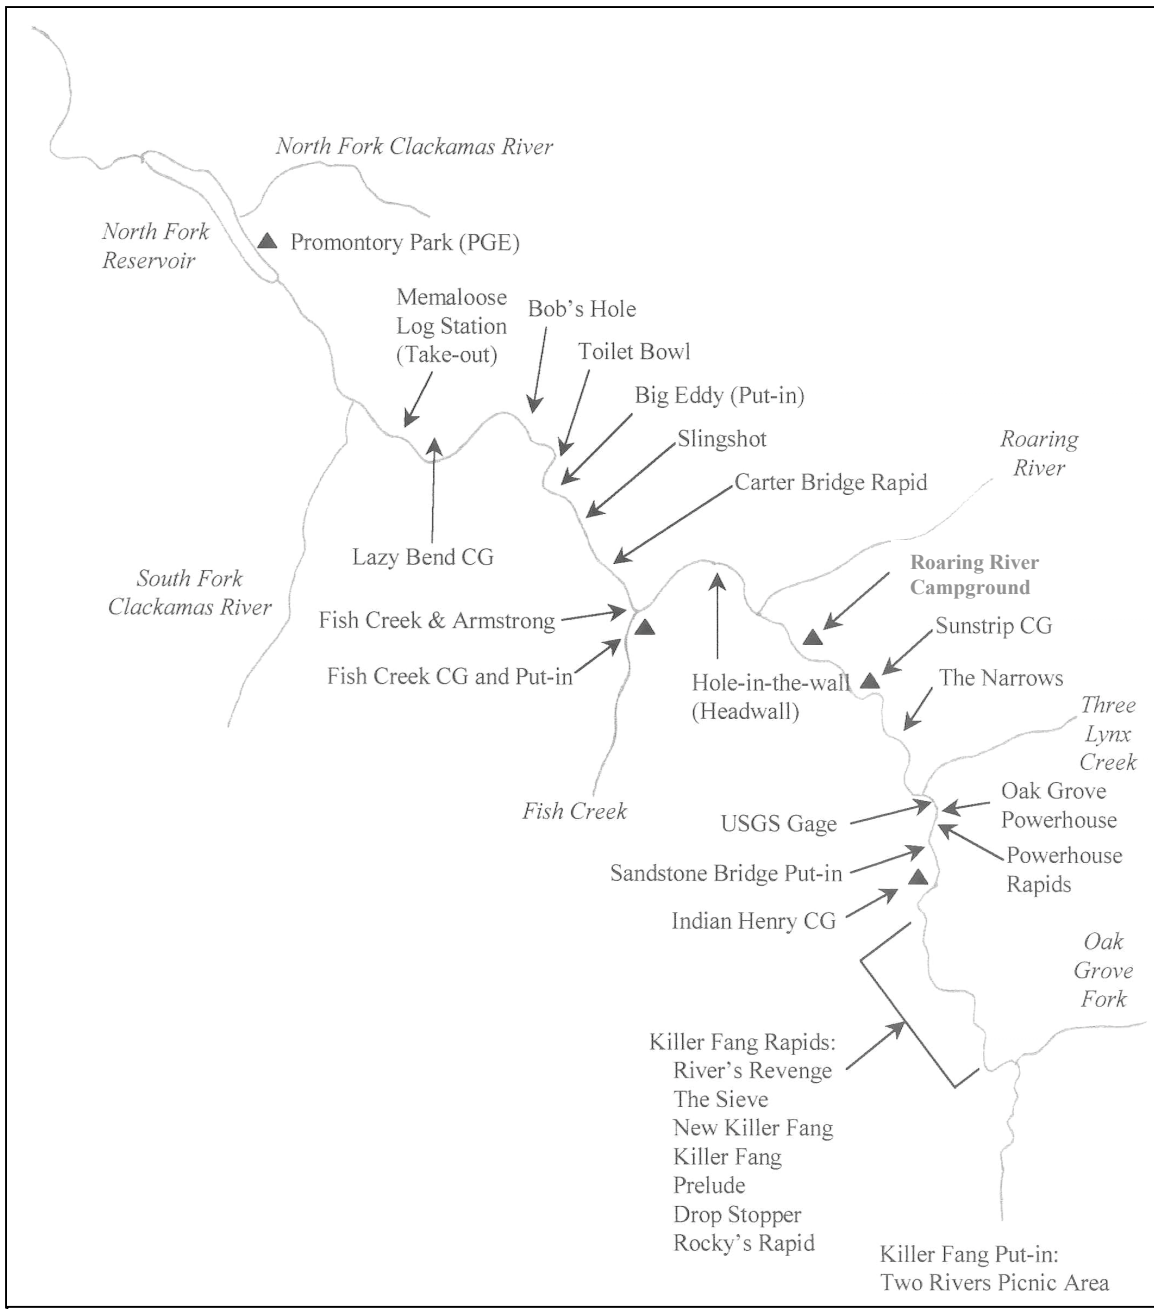 North Fork Clackamas River
North Fork
Reservoir
Promontory Park (PGE)
Memaloose
Log Station
(Take-out)
Bob's Hole
Toilet Bowl
Big Eddy (Put-in)
Slingshot
Carter Bridge Rapid
Roaring
River
Lazy Bend CG
South Fork
Clackamas River
Roaring River
Campground
Fish Creek & Armstrong
Sunstrip CG
Fish Creek CG and Put-in
Hole-in-the-wall
(Headwall)
The Narrows
Three
Lynx
Creek
Fish Creek
USGS Gage
Oak Grove
Powerhouse
Sandstone Bridge Put-in
Powerhouse
Rapids
Indian Henry CG
Oak
Grove
Fork
Killer Fang Rapids:
River's Revenge
The Sieve
New Killer Fang
Killer Fang
Prelude
Drop Stopper
Rocky's Rapid
Killer Fang Put-in:
Two Rivers Picnic Area